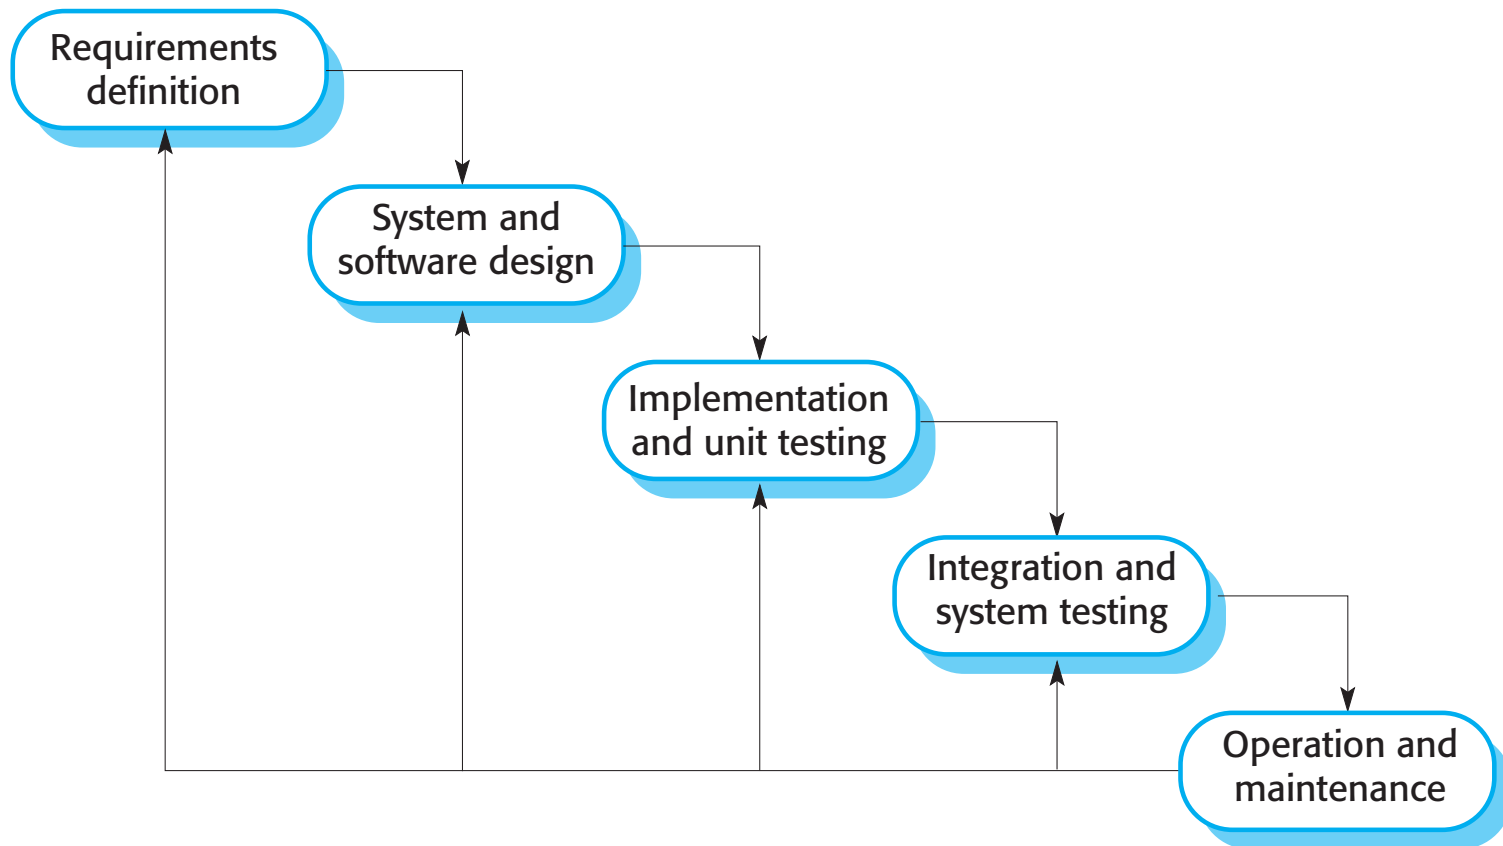 Requirements
definition
System and
software design
Implementation
and unit testing
Integration and
system testing
Operation and
maintenance